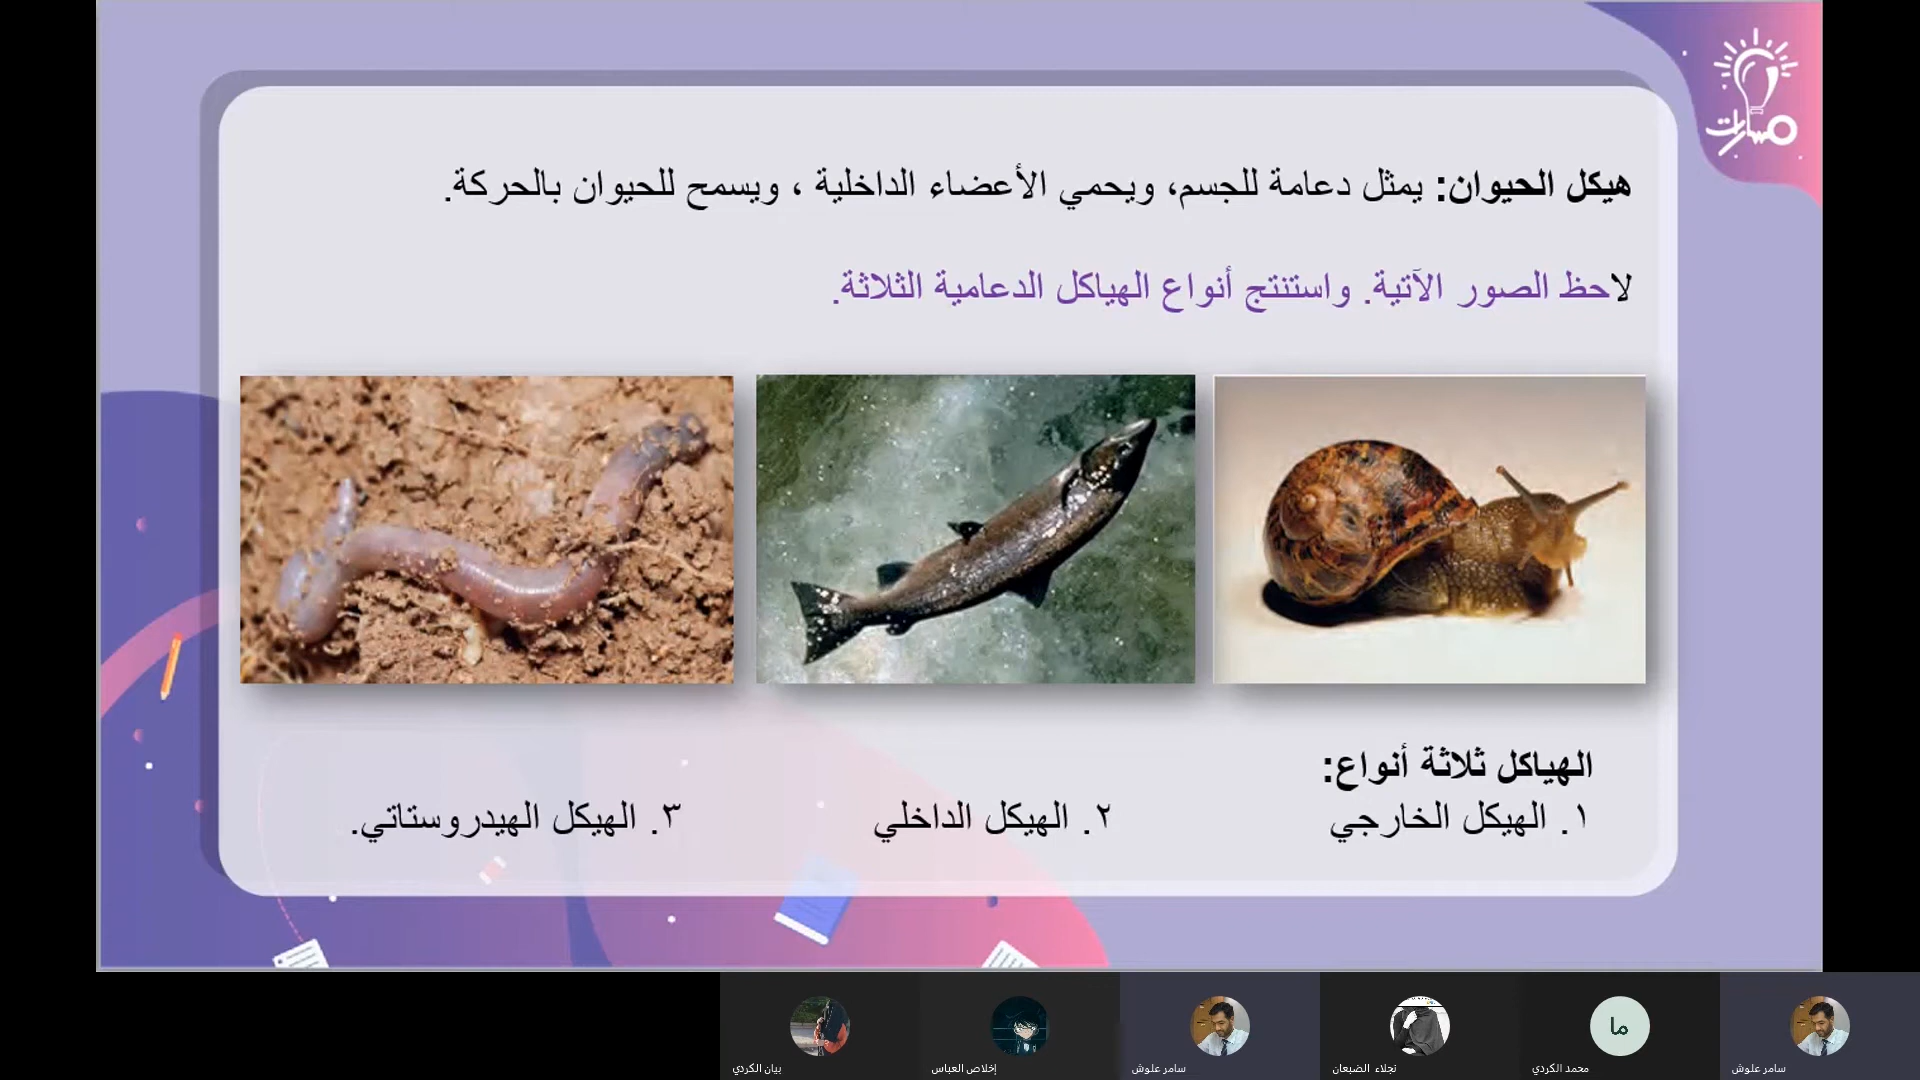 مسارات
هيكل الحيوان: يمثل دعامة للجسم، ويحمي الأعضاء الداخلية ، ويسمح للحيوان بالحركة.
لاحظ الصور الآتية. واستنتج أنواع الهياكل الدعامية الثلاثة.
الهياكل ثلاثة أنواع:
١. الهيكل الخارجي
٢. الهيكل الداخلي
٣. الهيكل الهيدروستاتي.
سامر علوش
ما
محمد الكردي
نجلاء الضبعان
سامر علوش
إخلاص العباس
بيان الكردي